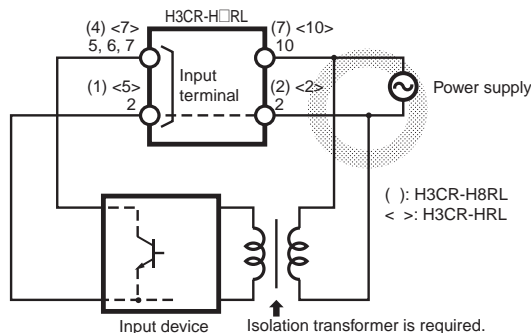 H3CR-H□RL
(4) <7>
5, 6, 7
(7) <10>
10
Input
terminal
(1) <5>
2
(2) <2>
2
Power supply
( ): H3CR-H8RL
< >: H3CR-HRL
Input device
Isolation transformer is required.